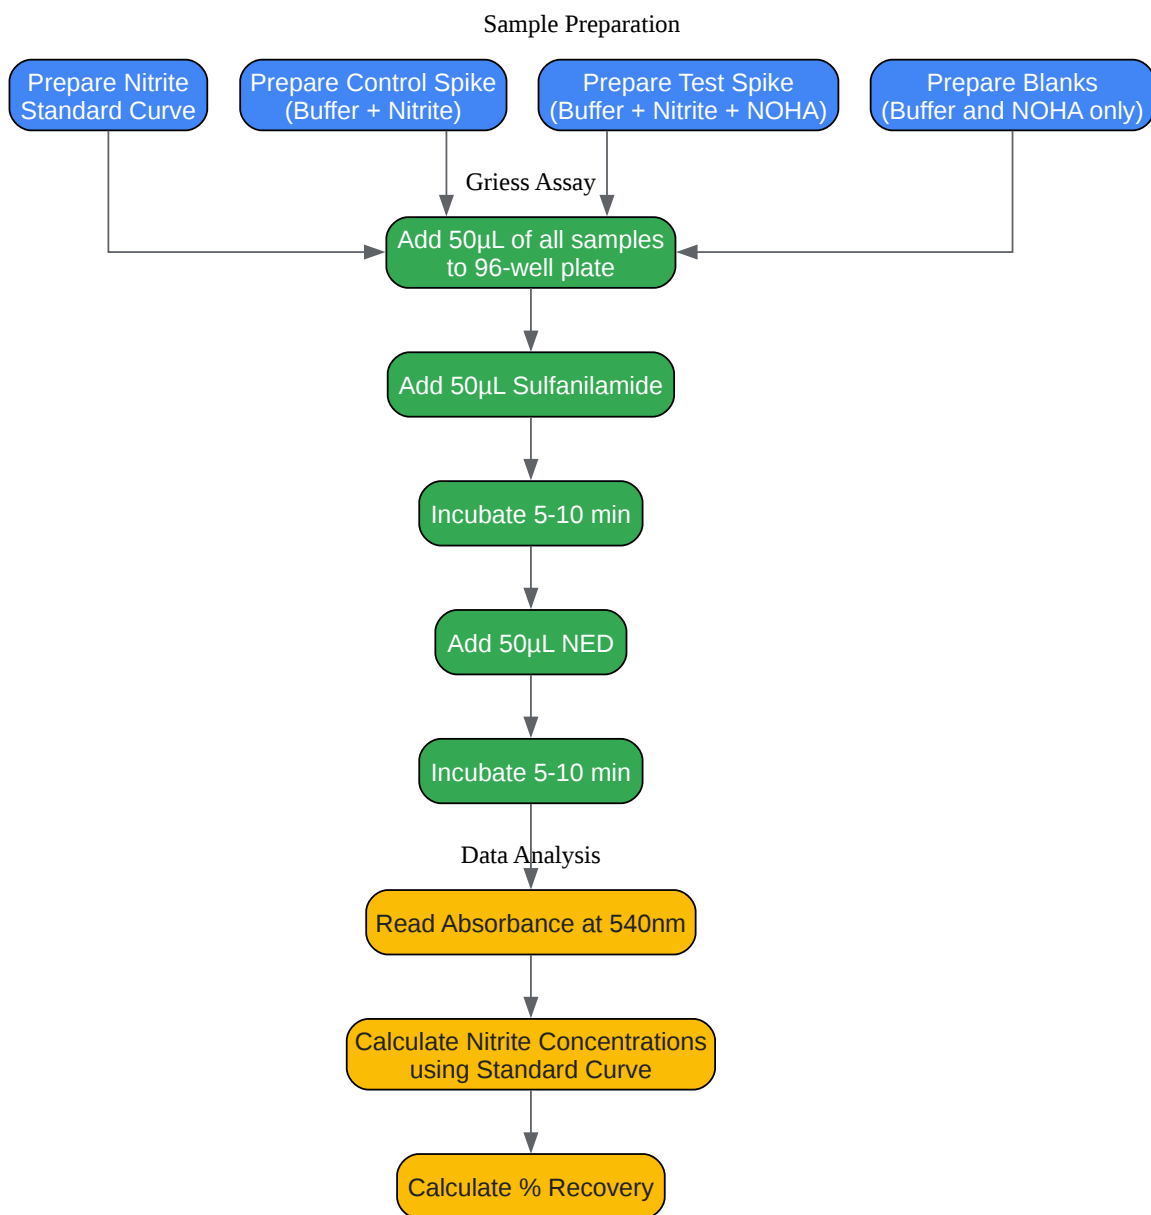 Sample Preparation
Prepare Nitrite
Standard Curve
Prepare Control Spike
(Buffer + Nitrite)
Prepare Test Spike
(Buffer + Nitrite + NOHA)
Prepare Blanks
(Buffer and NOHA only)
Griess Assay
Add 50µL of all samples
to 96-well plate
Add 50µL Sulfanilamide
Incubate 5-10 min
Add 50µL NED
Incubate 5-10 min
Data Analysis
Read Absorbance at 540nm
Calculate Nitrite Concentrations
using Standard Curve
Calculate % Recovery